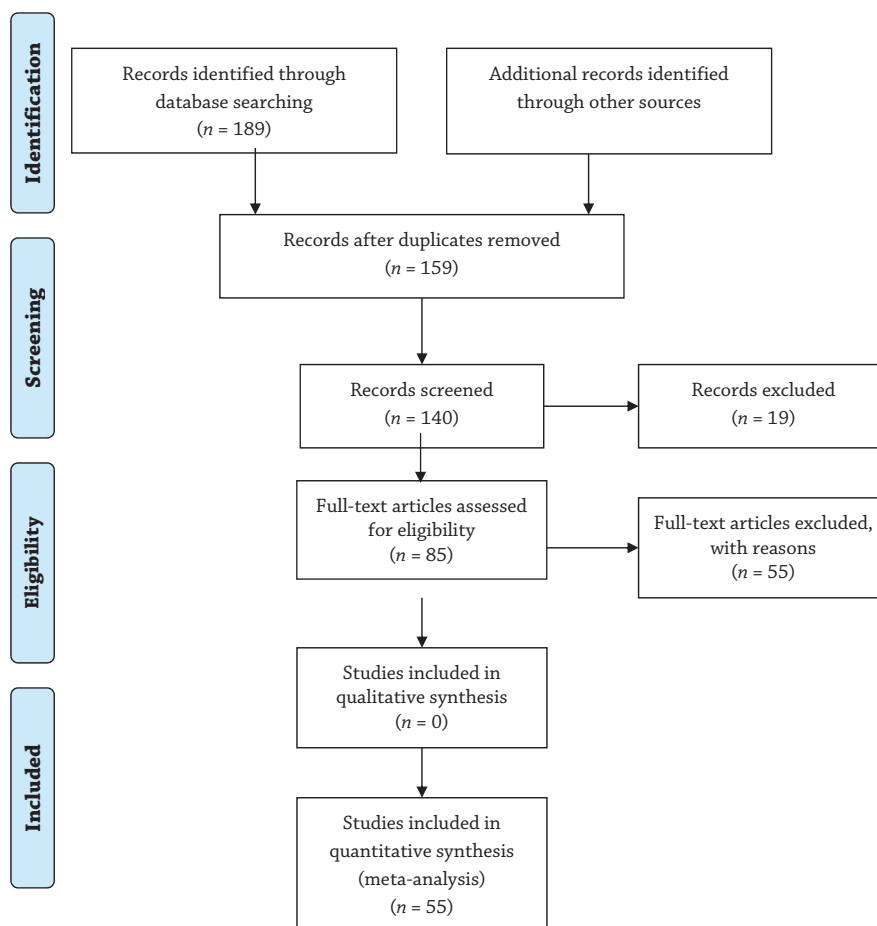 Identification
Records identified through
database searching
(n = 189)
Additional records identified
through other sources
Records after duplicates removed
(n = 159)
Screening
Records screened
(n = 140)
Records excluded
(n = 19)
Eligibility
Full-text articles assessed
for eligibility
(n = 85)
Full-text articles excluded,
with reasons
(n = 55)
Studies included in
qualitative synthesis
(n = 0)
Included
Studies included in
quantitative synthesis
(meta-analysis)
(n = 55)